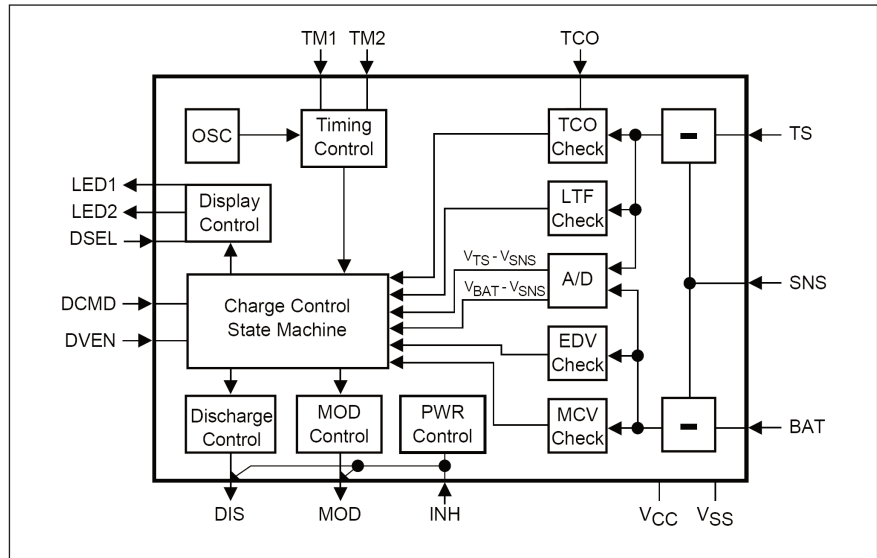 TM1 TM2 TCO
OSC
Timing
Control
TCO
Check
TS
LED1
LED2
DSEL
Display
Control
LTF
Check
VTS - VSNS
VBAT - VSNS
A/D
SNS
DCMD
DVEN
Charge Control
State Machine
EDV
Check
Discharge
Control
MOD
Control
PWR
Control
MCV
Check
BAT
DIS MOD INH VCC VSS